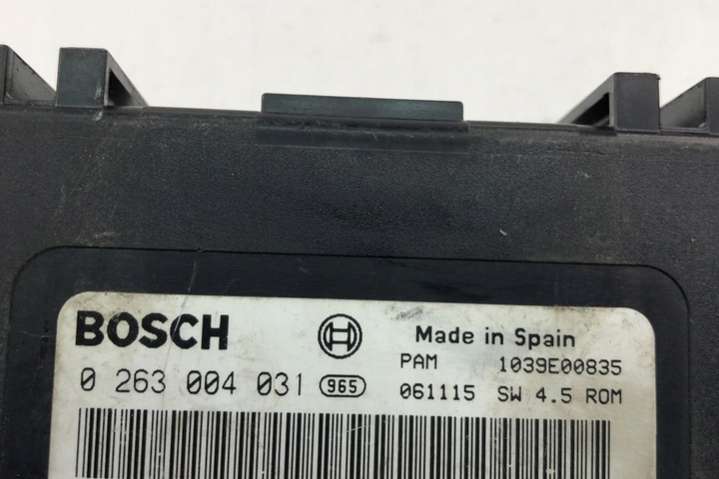 BOSCH Made in Spain
PAM 1039E00835
0 263 004 031 965 061115 SW 4.5 ROM